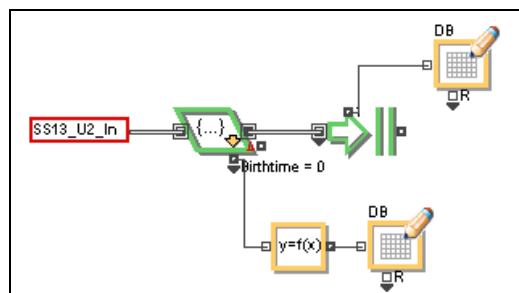 DB
R
SS13_U2_In
{...}
Birthtime = 0
DB
y=f(x)
R